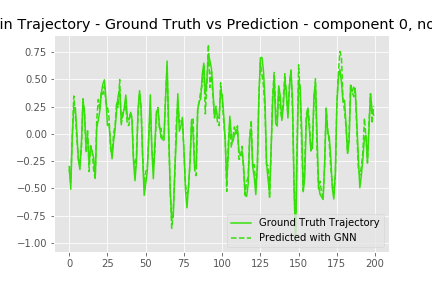 in Trajectory - Ground Truth vs Prediction - component 0, no
0.75
0.50
0.25
0.00
−0.25
−0.50
−0.75
−1.00
Ground Truth Trajectory
Predicted with GNN
0 25 50 75 100 125 150 175 200